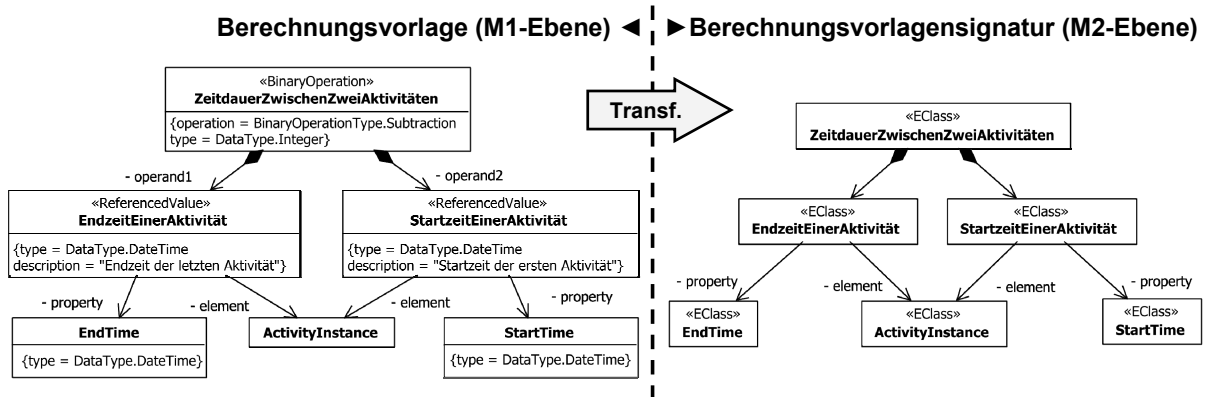 Berechnungsvorlage (M1-Ebene) ◄
►Berechnungsvorlagensignatur (M2-Ebene)
«BinaryOperation»
ZeitdauerZwischenZweiAktivitäten
{operation = BinaryOperationType.Subtraction
type = DataType.Integer}
- operand1
- operand2
«ReferencedValue»
EndzeitEinerAktivität
{type = DataType.DateTime
description = "Endzeit der letzten Aktivität"}
«ReferencedValue»
StartzeitEinerAktivität
{type = DataType.DateTime
description = "Startzeit der ersten Aktivität"}
- property
- element
- element
- property
EndTime
{type = DataType.DateTime}
ActivityInstance
StartTime
{type = DataType.DateTime}
Transf.
«EClass»
ZeitdauerZwischenZweiAktivitäten
«EClass»
EndzeitEinerAktivität
«EClass»
StartzeitEinerAktivität
- property
- element
- element
- property
«EClass»
EndTime
«EClass»
ActivityInstance
«EClass»
StartTime